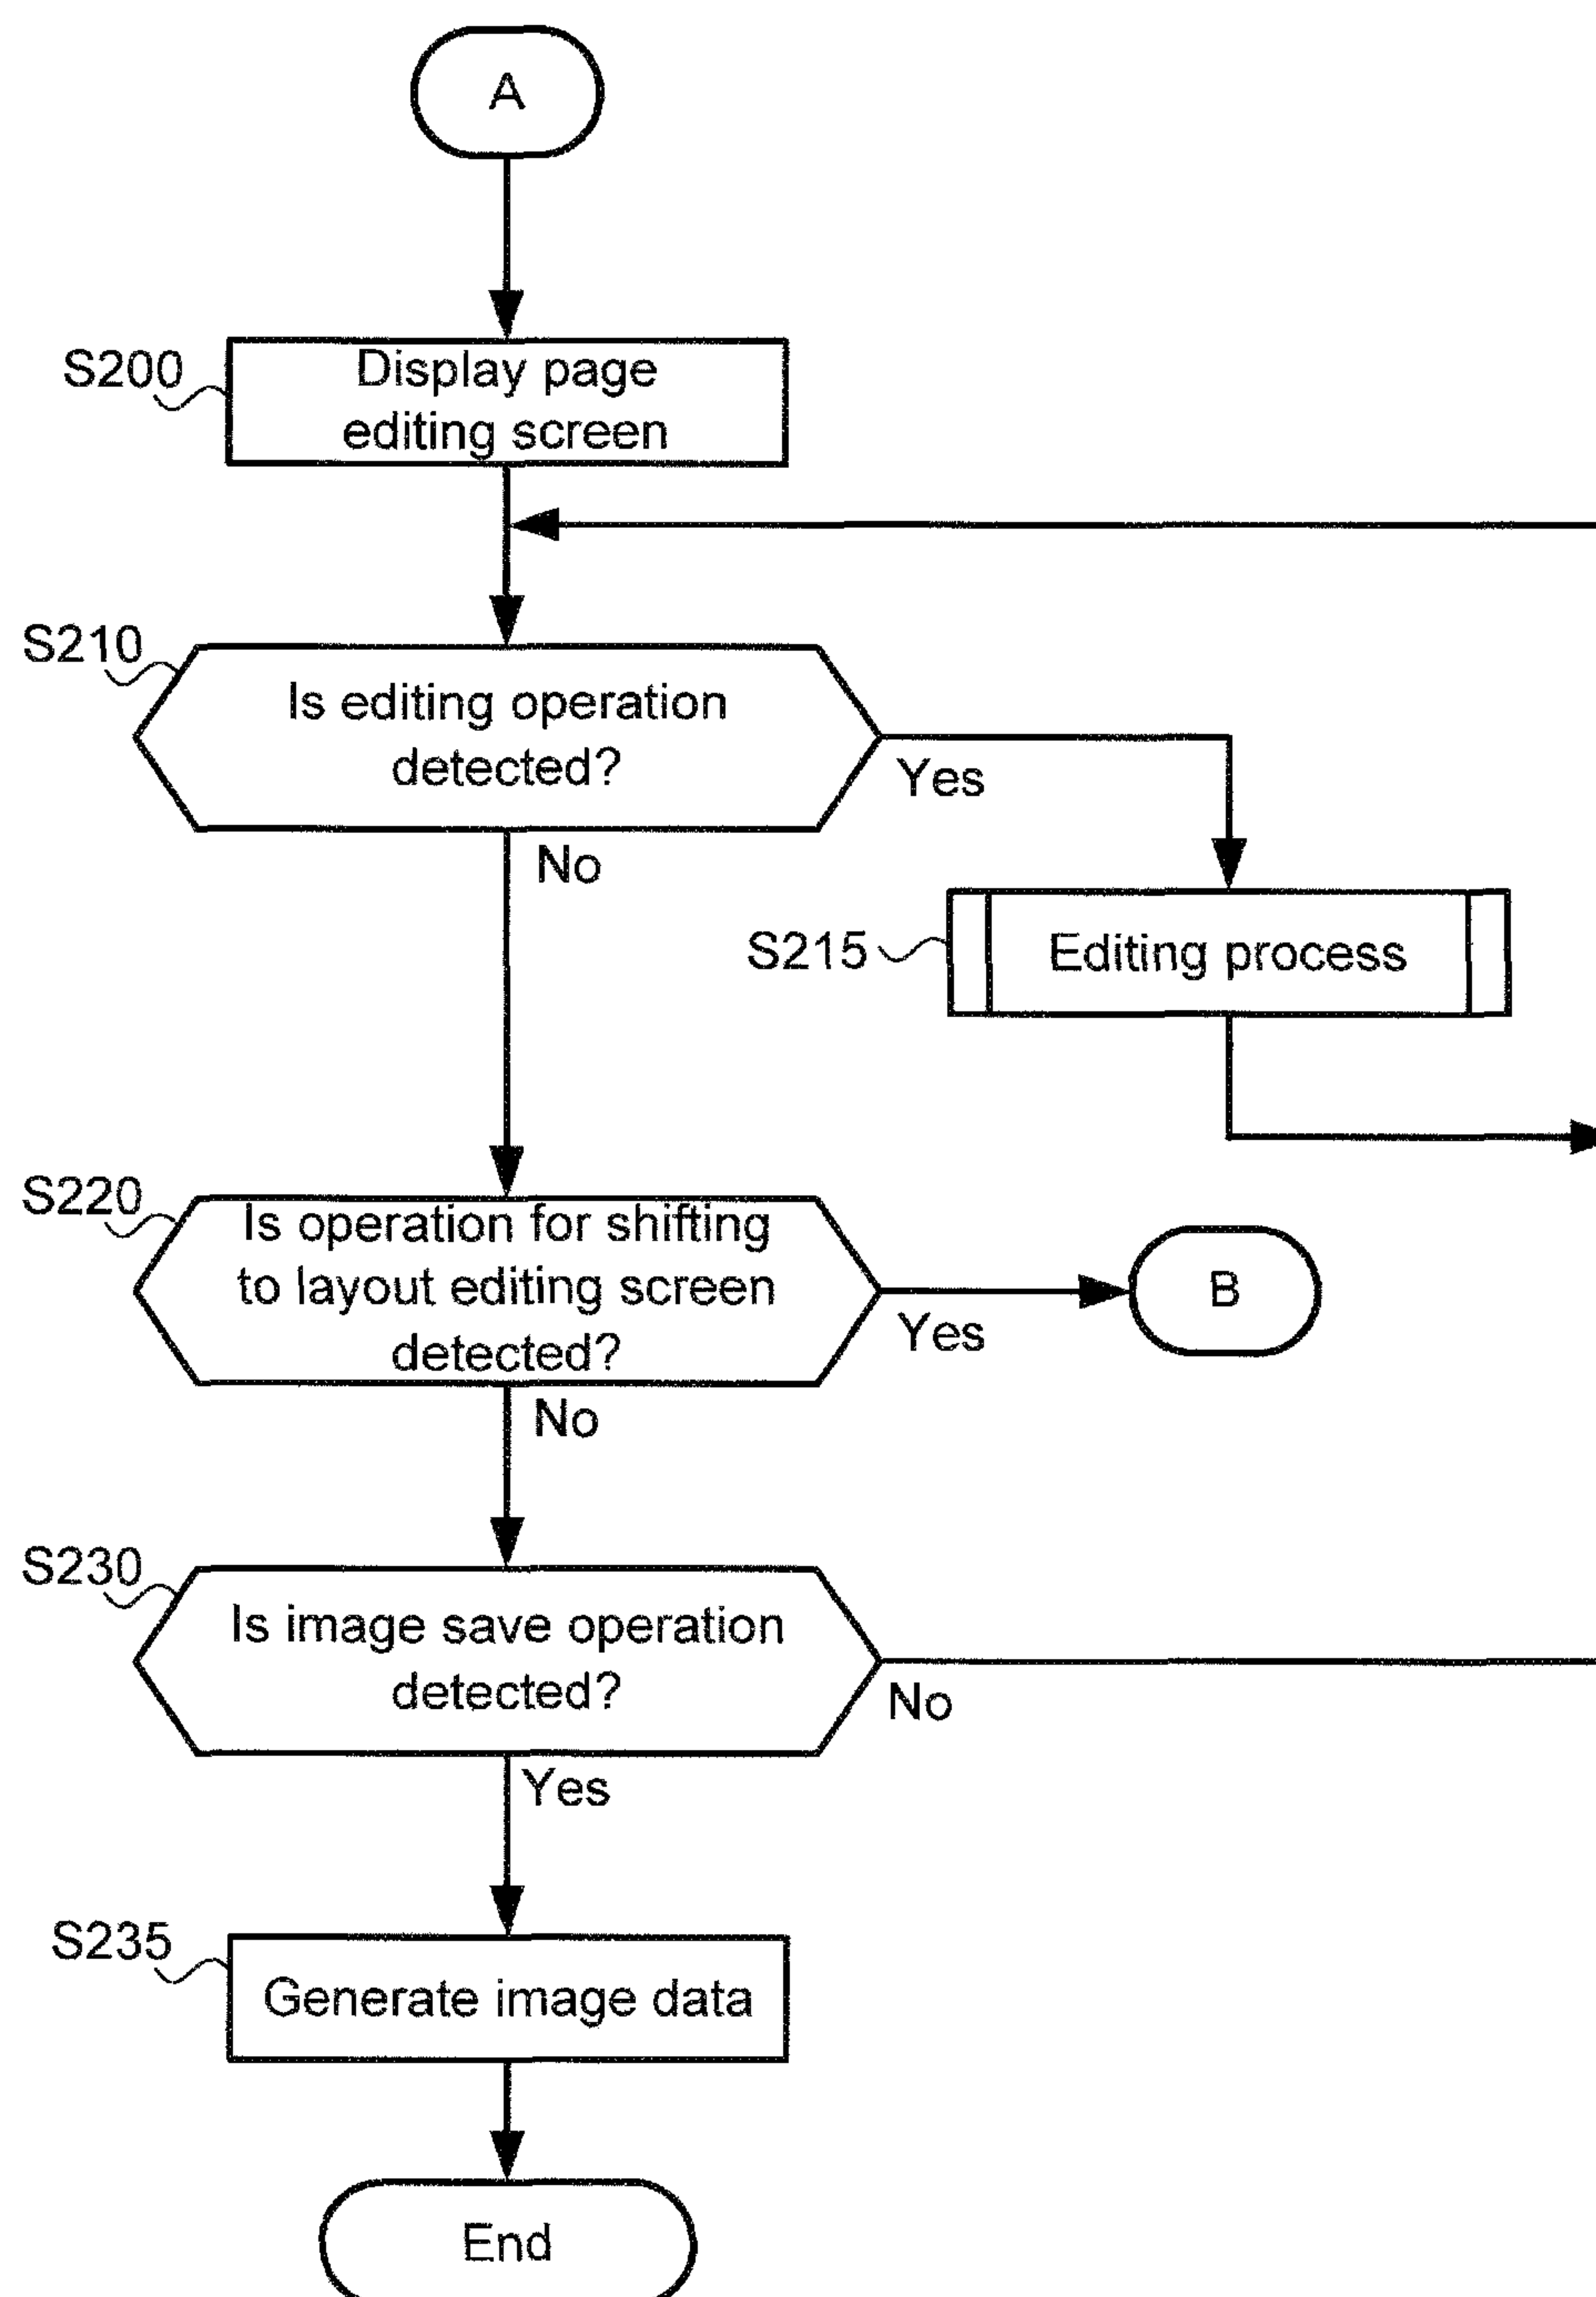 A
S200
Display page
editing screen
S210
Is editing operation
detected?
Yes
No
S215
Editing process
S220
Is operation for shifting
to layout editing screen
detected?
Yes
B
No
S230
Is image save operation
detected?
No
Yes
S235
Generate image data
End